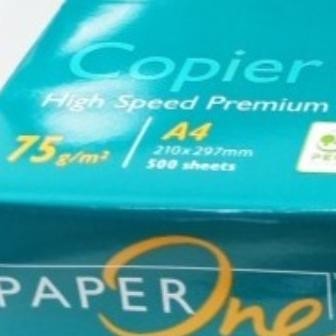 Copier
High Speed Premium
75g/m²
A4
210x297mm
500 sheets
PAPER One